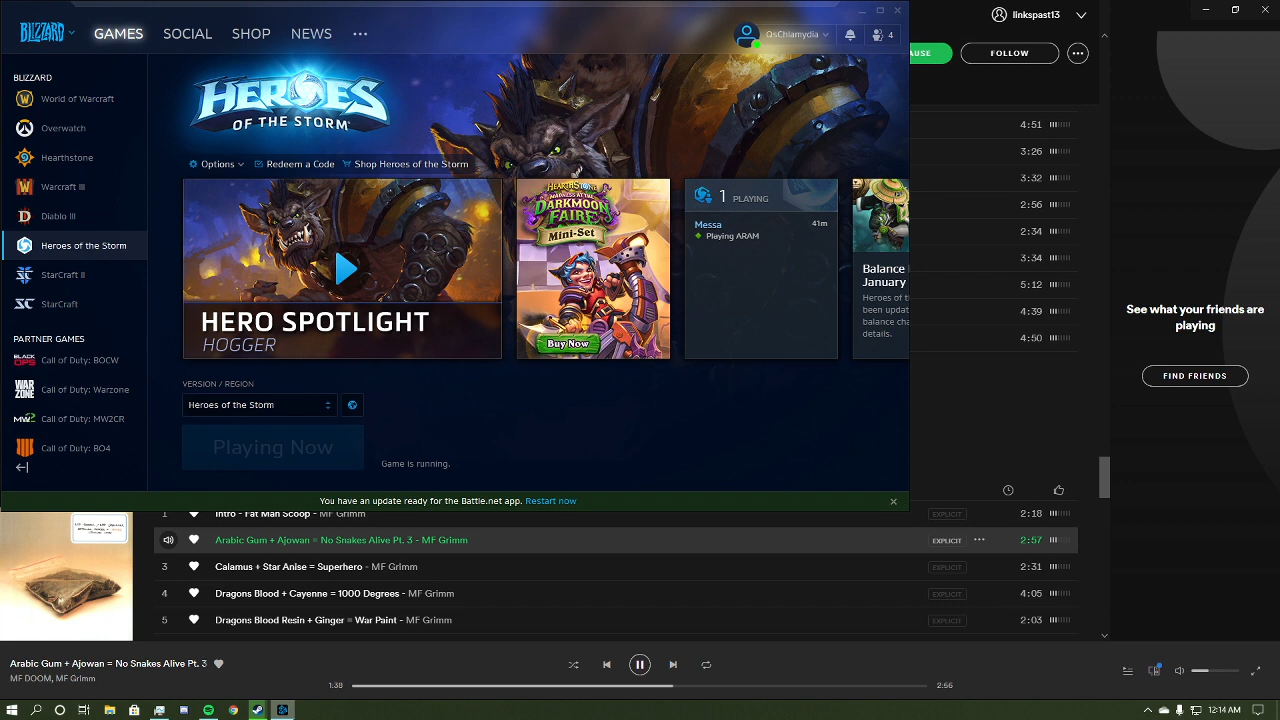 BLIZZARD
GAMES
SOCIAL
SHOP
NEWS
QsChlamydia
4
linkspast13
BLIZZARD
World of Warcraft
Overwatch
Hearthstone
Warcraft III
Diablo III
Heroes of the Storm
StarCraft II
StarCraft
PARTNER GAMES
BLACK OPS
Call of Duty: BOCW
WAR ZONE
Call of Duty: Warzone
MW2
Call of Duty: MW2CR
Call of Duty: BO4
HEROES
OF THE STORM
Options
Redeem a Code
Shop Heroes of the Storm
HERO SPOTLIGHT
HOGGER
HEARTHSTONE
MADNESS AT THE
DARKMOON
FAIRE
Mini-Set
Buy Now
1 PLAYING
Messa
41m
Playing ARAM
Balance
January
Heroes of t
been updat
balance cha
details.
VERSION / REGION
Heroes of the Storm
Playing Now
Game is running.
You have an update ready for the Battle.net app. Restart now
AUSE
FOLLOW
4:51
3:26
3:32
2:56
2:34
3:34
5:12
4:39
4:50
See what your friends are
playing
FIND FRIENDS
1 Intro - Fat Man Scoop - MF Grimm EXPLICIT 2:18
Arabic Gum + Ajowan = No Snakes Alive Pt. 3 - MF Grimm EXPLICIT 2:57
3 Calamus + Star Anise = Superhero - MF Grimm EXPLICIT 2:31
4 Dragons Blood + Cayenne = 1000 Degrees - MF Grimm EXPLICIT 4:05
5 Dragons Blood Resin + Ginger = War Paint - MF Grimm EXPLICIT 2:03
Arabic Gum + Ajowan = No Snakes Alive Pt. 3
MF DOOM, MF Grimm
1:38
2:56
12:14 AM